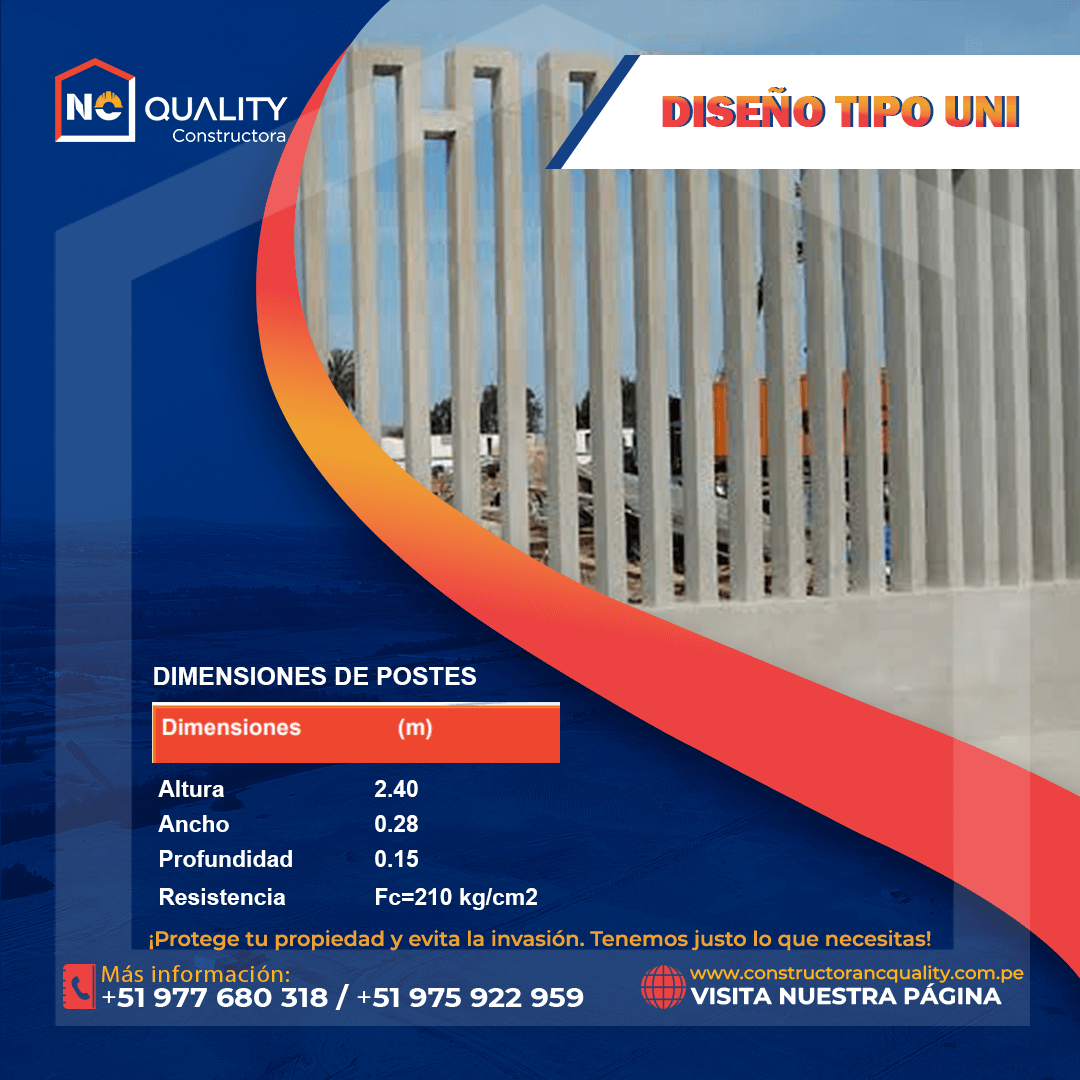 NC QUALITY
Constructora
DISEÑO TIPO UNI
DIMENSIONES DE POSTES
Dimensiones (m)
Altura 2.40
Ancho 0.28
Profundidad 0.15
Resistencia Fc=210 kg/cm2
¡Protege tu propiedad y evita la invasión. Tenemos justo lo que necesitas!
Más información:
+51 977 680 318 / +51 975 922 959
www.constructorancquality.com.pe
VISITA NUESTRA PÁGINA